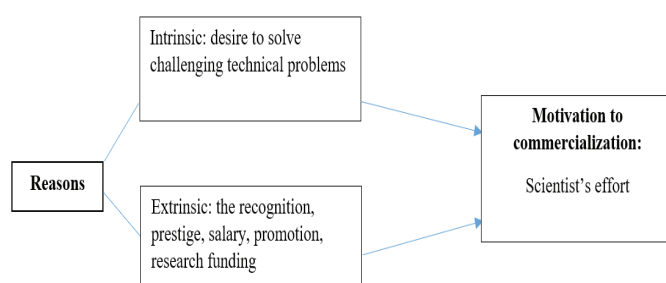 Intrinsic: desire to solve
challenging technical problems
Motivation to
commercialization:
Scientist's effort
Reasons
Extrinsic: the recognition,
prestige, salary, promotion,
research funding